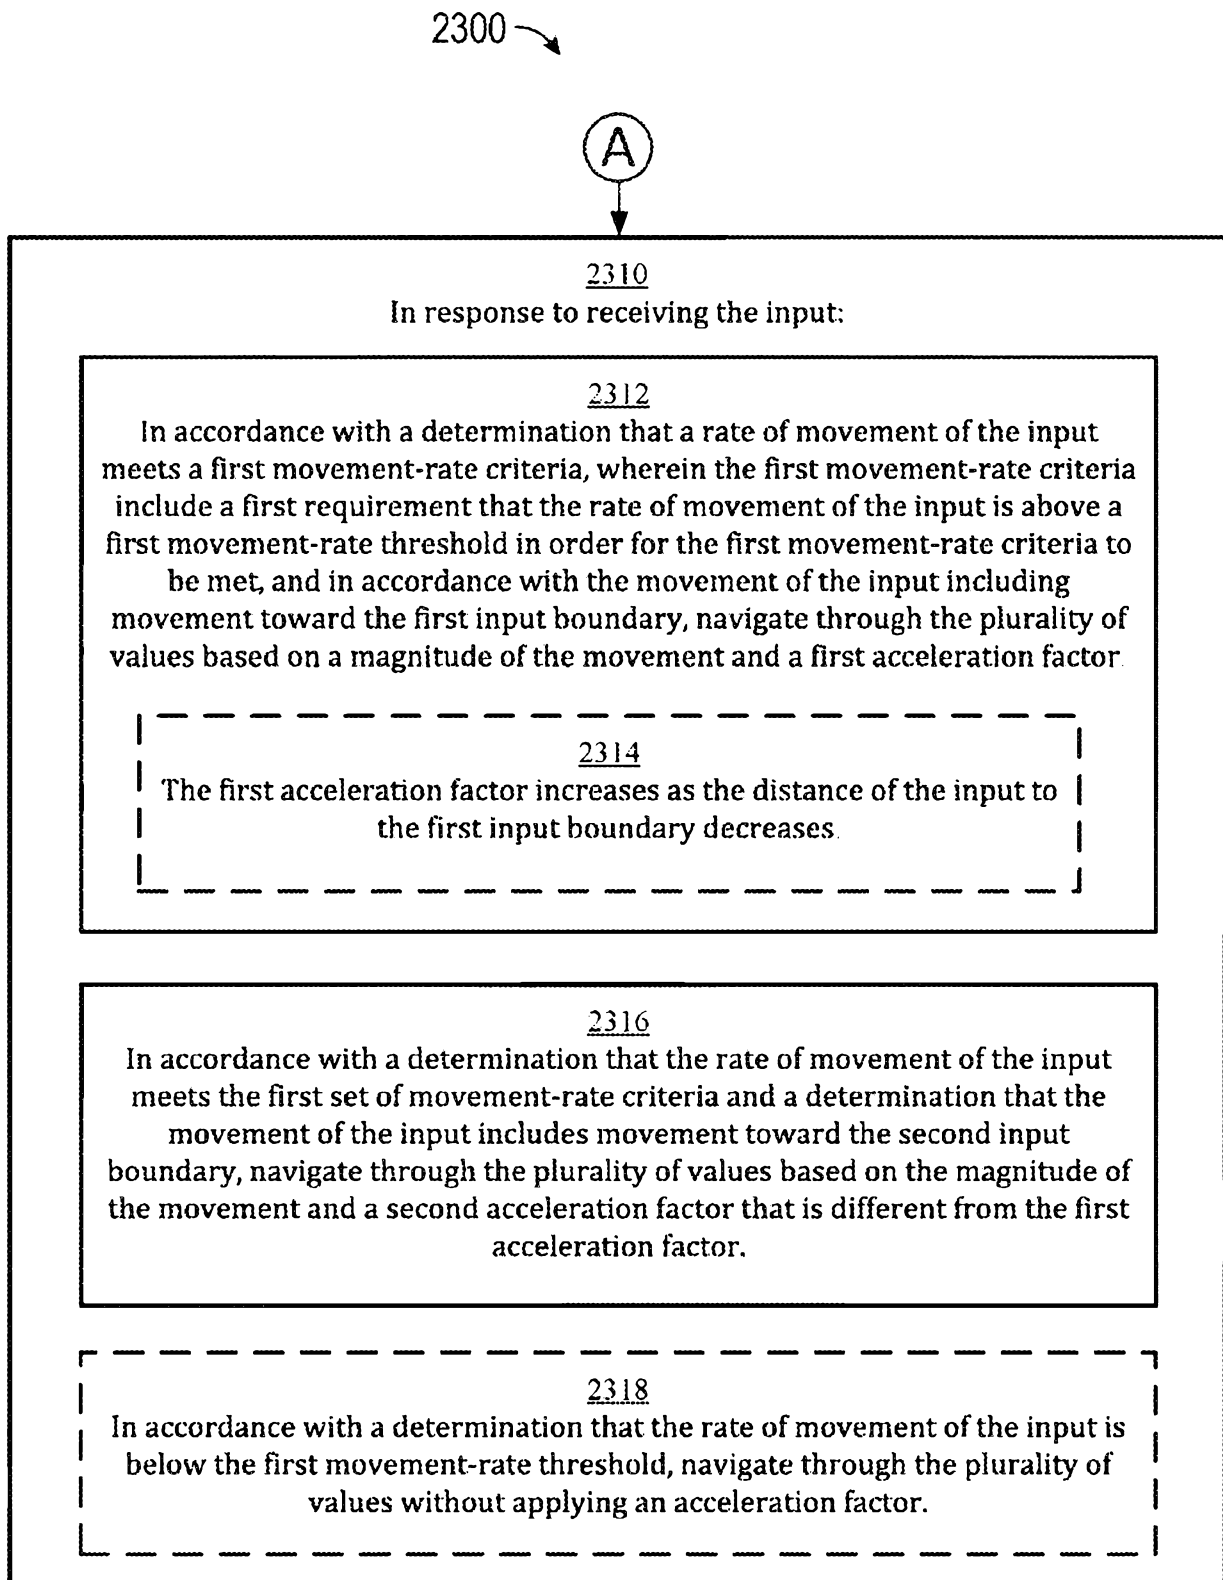 2300
A
2310
In response to receiving the input:
2312
In accordance with a determination that a rate of movement of the input
meets a first movement-rate criteria, wherein the first movement-rate criteria
include a first requirement that the rate of movement of the input is above a
first movement-rate threshold in order for the first movement-rate criteria to
be met, and in accordance with the movement of the input including
movement toward the first input boundary, navigate through the plurality of
values based on a magnitude of the movement and a first acceleration factor.
2314
The first acceleration factor increases as the distance of the input to
the first input boundary decreases.
2316
In accordance with a determination that the rate of movement of the input
meets the first set of movement-rate criteria and a determination that the
movement of the input includes movement toward the second input
boundary, navigate through the plurality of values based on the magnitude of
the movement and a second acceleration factor that is different from the first
acceleration factor.
2318
In accordance with a determination that the rate of movement of the input is
below the first movement-rate threshold, navigate through the plurality of
values without applying an acceleration factor.